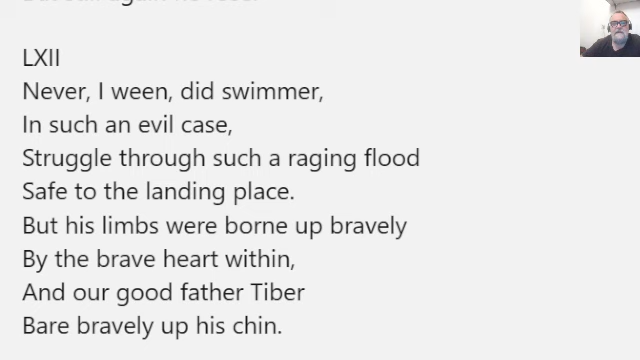 LXII
Never, I ween, did swimmer,
In such an evil case,
Struggle through such a raging flood
Safe to the landing place.
But his limbs were borne up bravely
By the brave heart within,
And our good father Tiber
Bare bravely up his chin.